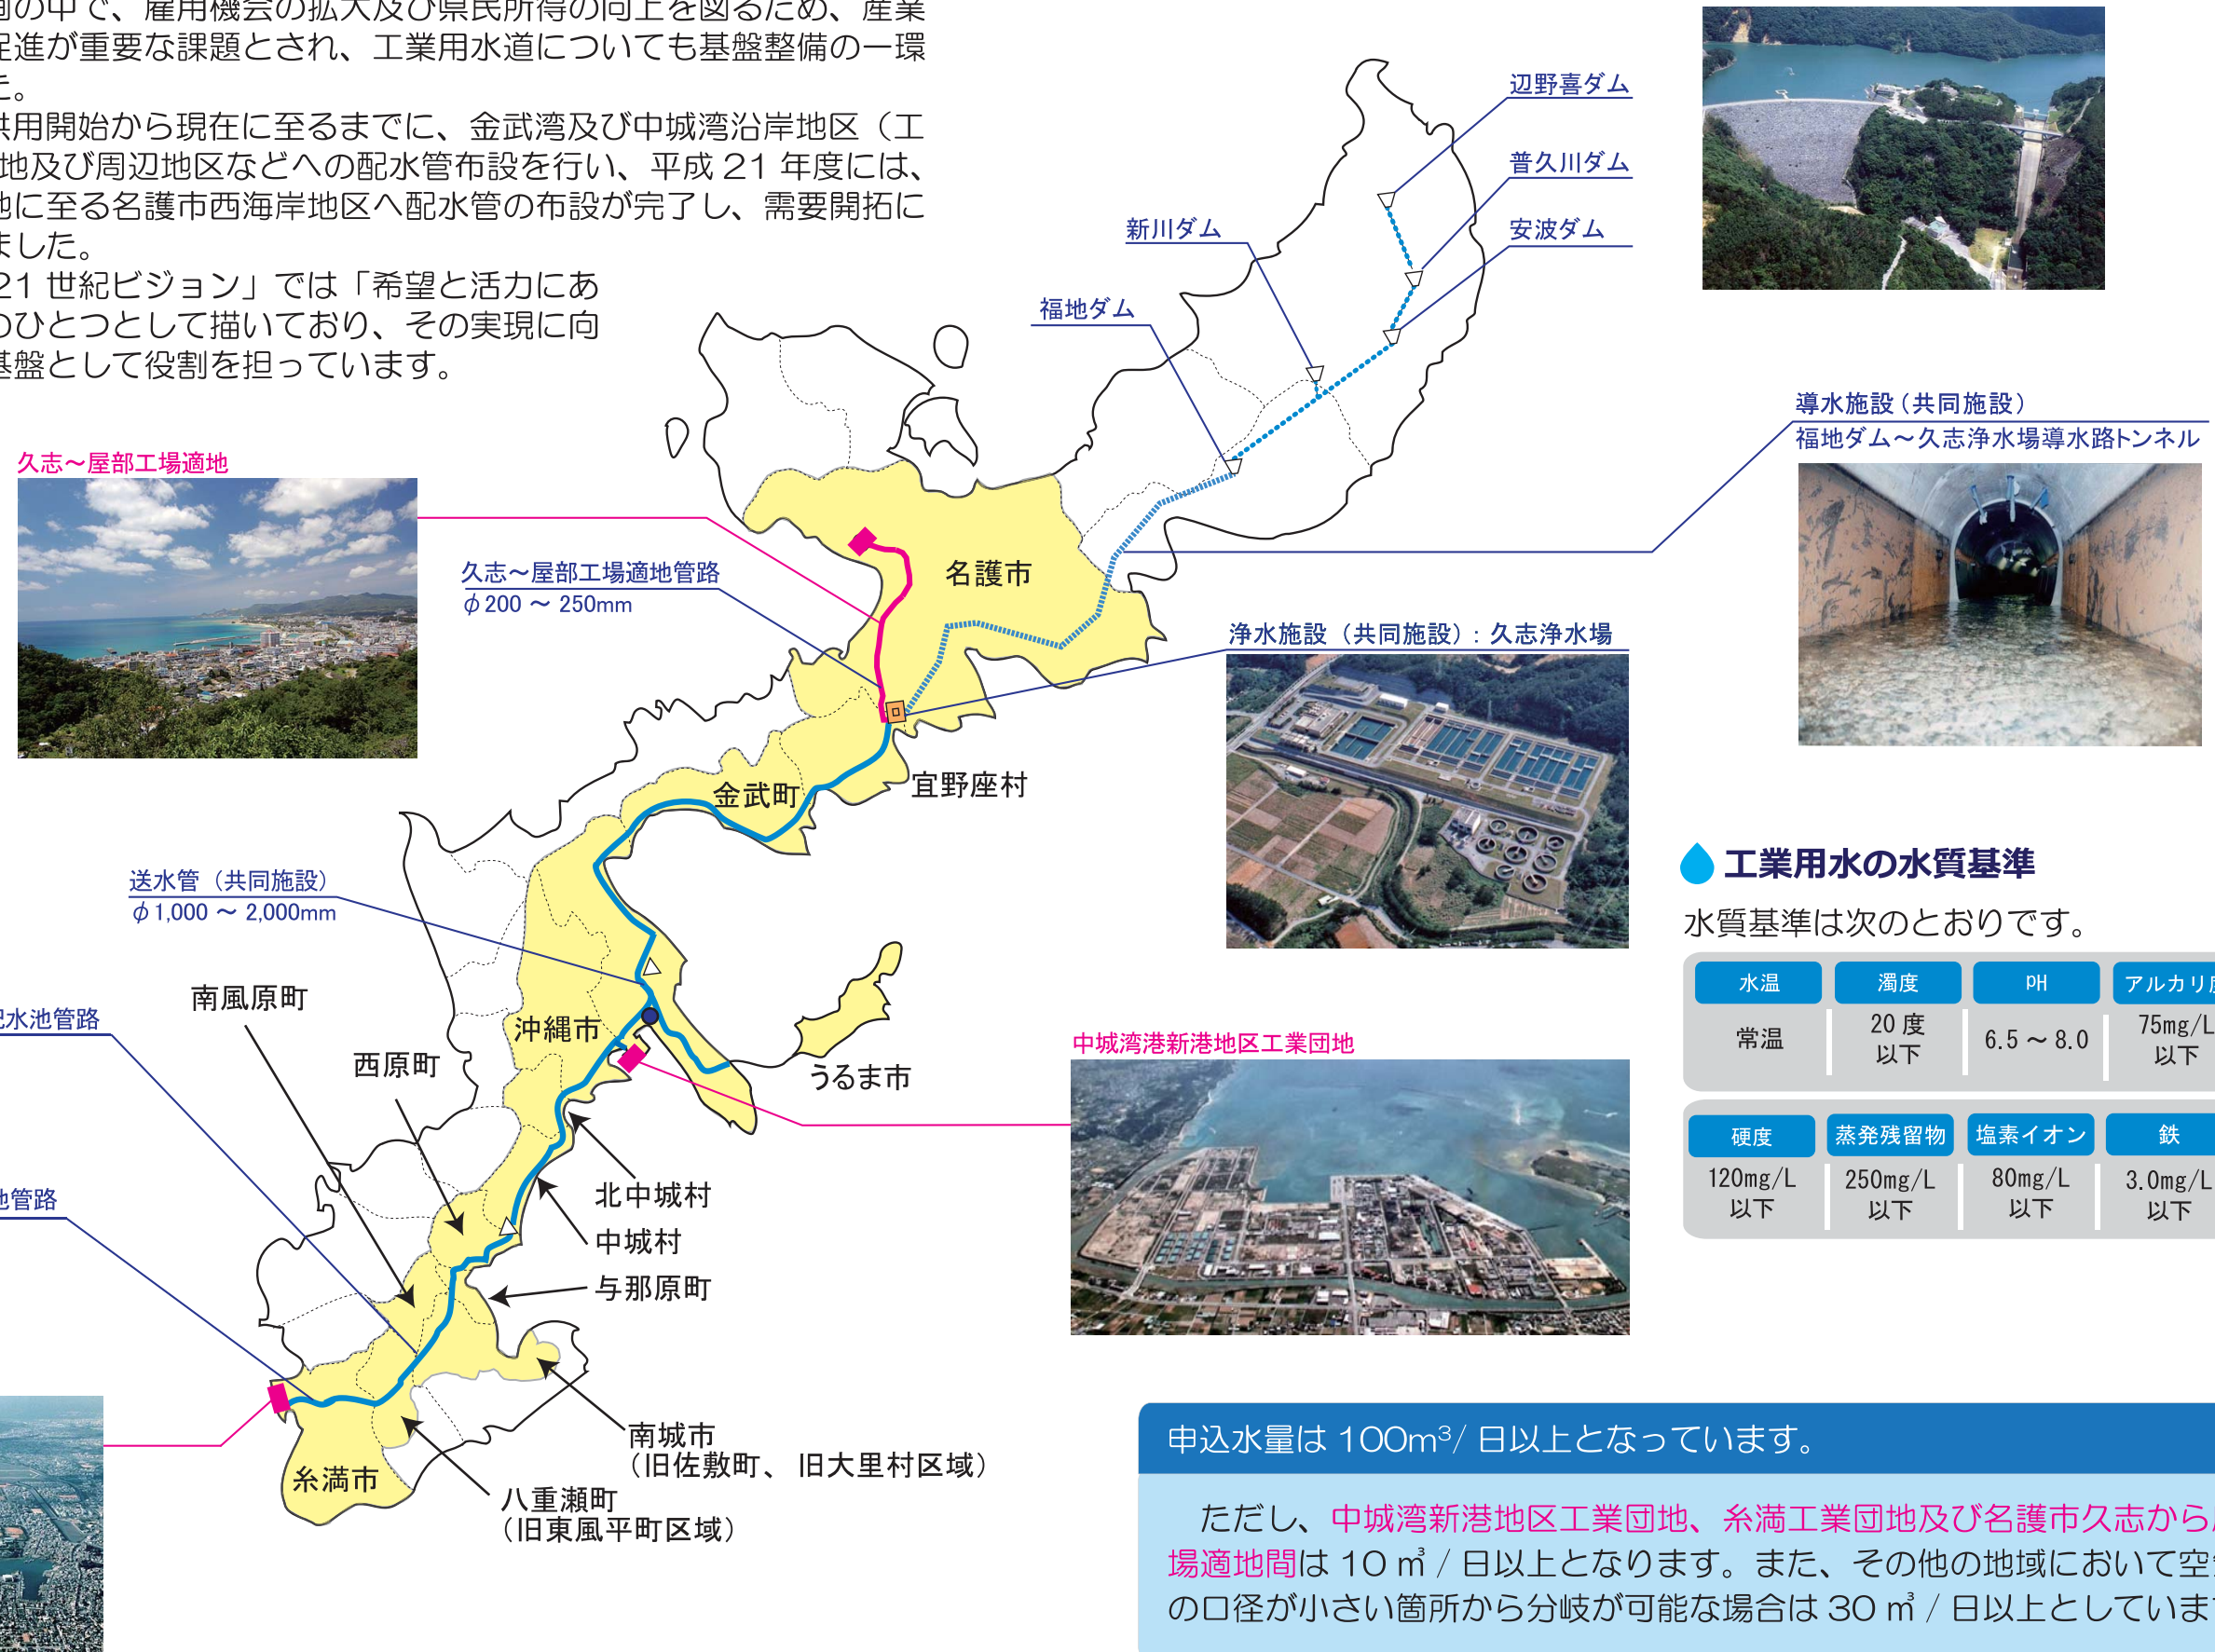 の中で、雇用機会の拡大及び県民所得の向上を図るため、産業
促進が重要な課題とされ、工業用水道についても基盤整備の一環
た。
供用開始から現在に至るまでに、金武湾及び中城湾沿岸地区（工
地及び周辺地区などへの配水管布設を行い、平成 21 年度には、
地に至る名護市西海岸地区へ配水管の布設が完了し、需要開拓に
ました。
21 世紀ビジョン」では「希望と活力にあ
のひとつとして描いており、その実現に向
基盤として役割を担っています。
辺野喜ダム
普久川ダム
安波ダム
新川ダム
福地ダム
導水施設（共同施設）
福地ダム～久志浄水場導水路トンネル
久志～屋部工場適地
久志～屋部工場適地管路
φ200 ～ 250mm
名護市
浄水施設（共同施設）：久志浄水場
金武町
宜野座村
送水管（共同施設）
φ1,000 ～ 2,000mm
南風原町
配水池管路
西原町
沖縄市
うるま市
中城湾港新港地区工業団地
池管路
北中城村
中城村
与那原町
南城市
（旧佐敷町、旧大里村区域）
糸満市
八重瀬町
（旧東風平町区域）
工業用水の水質基準
水質基準は次のとおりです。
水温 濁度 pH アルカリ度
常温 20 度以下 6.5 ～ 8.0 75mg/L以下
硬度 蒸発残留物 塩素イオン 鉄
120mg/L以下 250mg/L以下 80mg/L以下 3.0mg/L以下
申込水量は 100m³/ 日以上となっています。
ただし、中城湾新港地区工業団地、糸満工業団地及び名護市久志から
場適地間は 10 ㎥ / 日以上となります。また、その他の地域において空
の口径が小さい箇所から分岐が可能な場合は 30 ㎥ / 日以上としていま